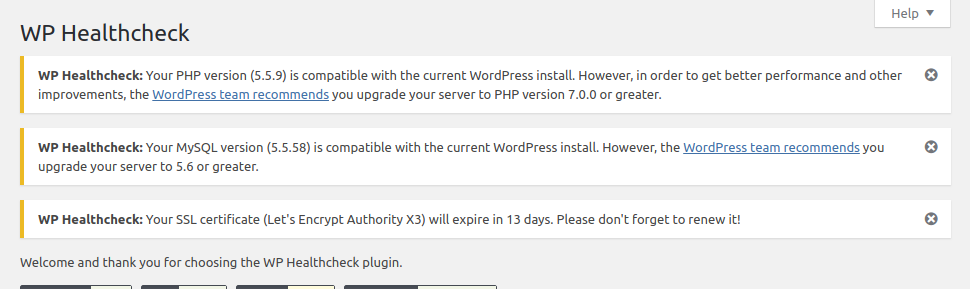 Help
WP Healthcheck
WP Healthcheck: Your PHP version (5.5.9) is compatible with the current WordPress install. However, in order to get better performance and other
improvements, the WordPress team recommends you upgrade your server to PHP version 7.0.0 or greater.
WP Healthcheck: Your MySQL version (5.5.58) is compatible with the current WordPress install. However, the WordPress team recommends you
upgrade your server to 5.6 or greater.
WP Healthcheck: Your SSL certificate (Let's Encrypt Authority X3) will expire in 13 days. Please don't forget to renew it!
Welcome and thank you for choosing the WP Healthcheck plugin.